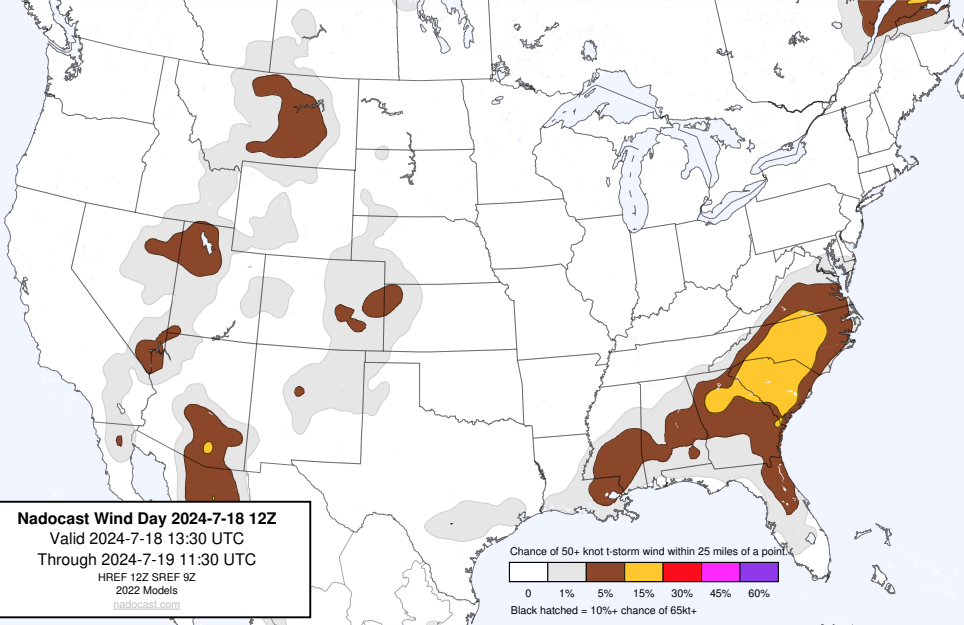 Nadocast Wind Day 2024-7-18 12Z
Valid 2024-7-18 13:30 UTC
Through 2024-7-19 11:30 UTC
HREF 12Z SREF 9Z
2022 Models
nadocast.com
Chance of 50+ knot t-storm wind within 25 miles of a point.
0 1% 5% 15% 30% 45% 60%
Black hatched = 10%+ chance of 65kt+